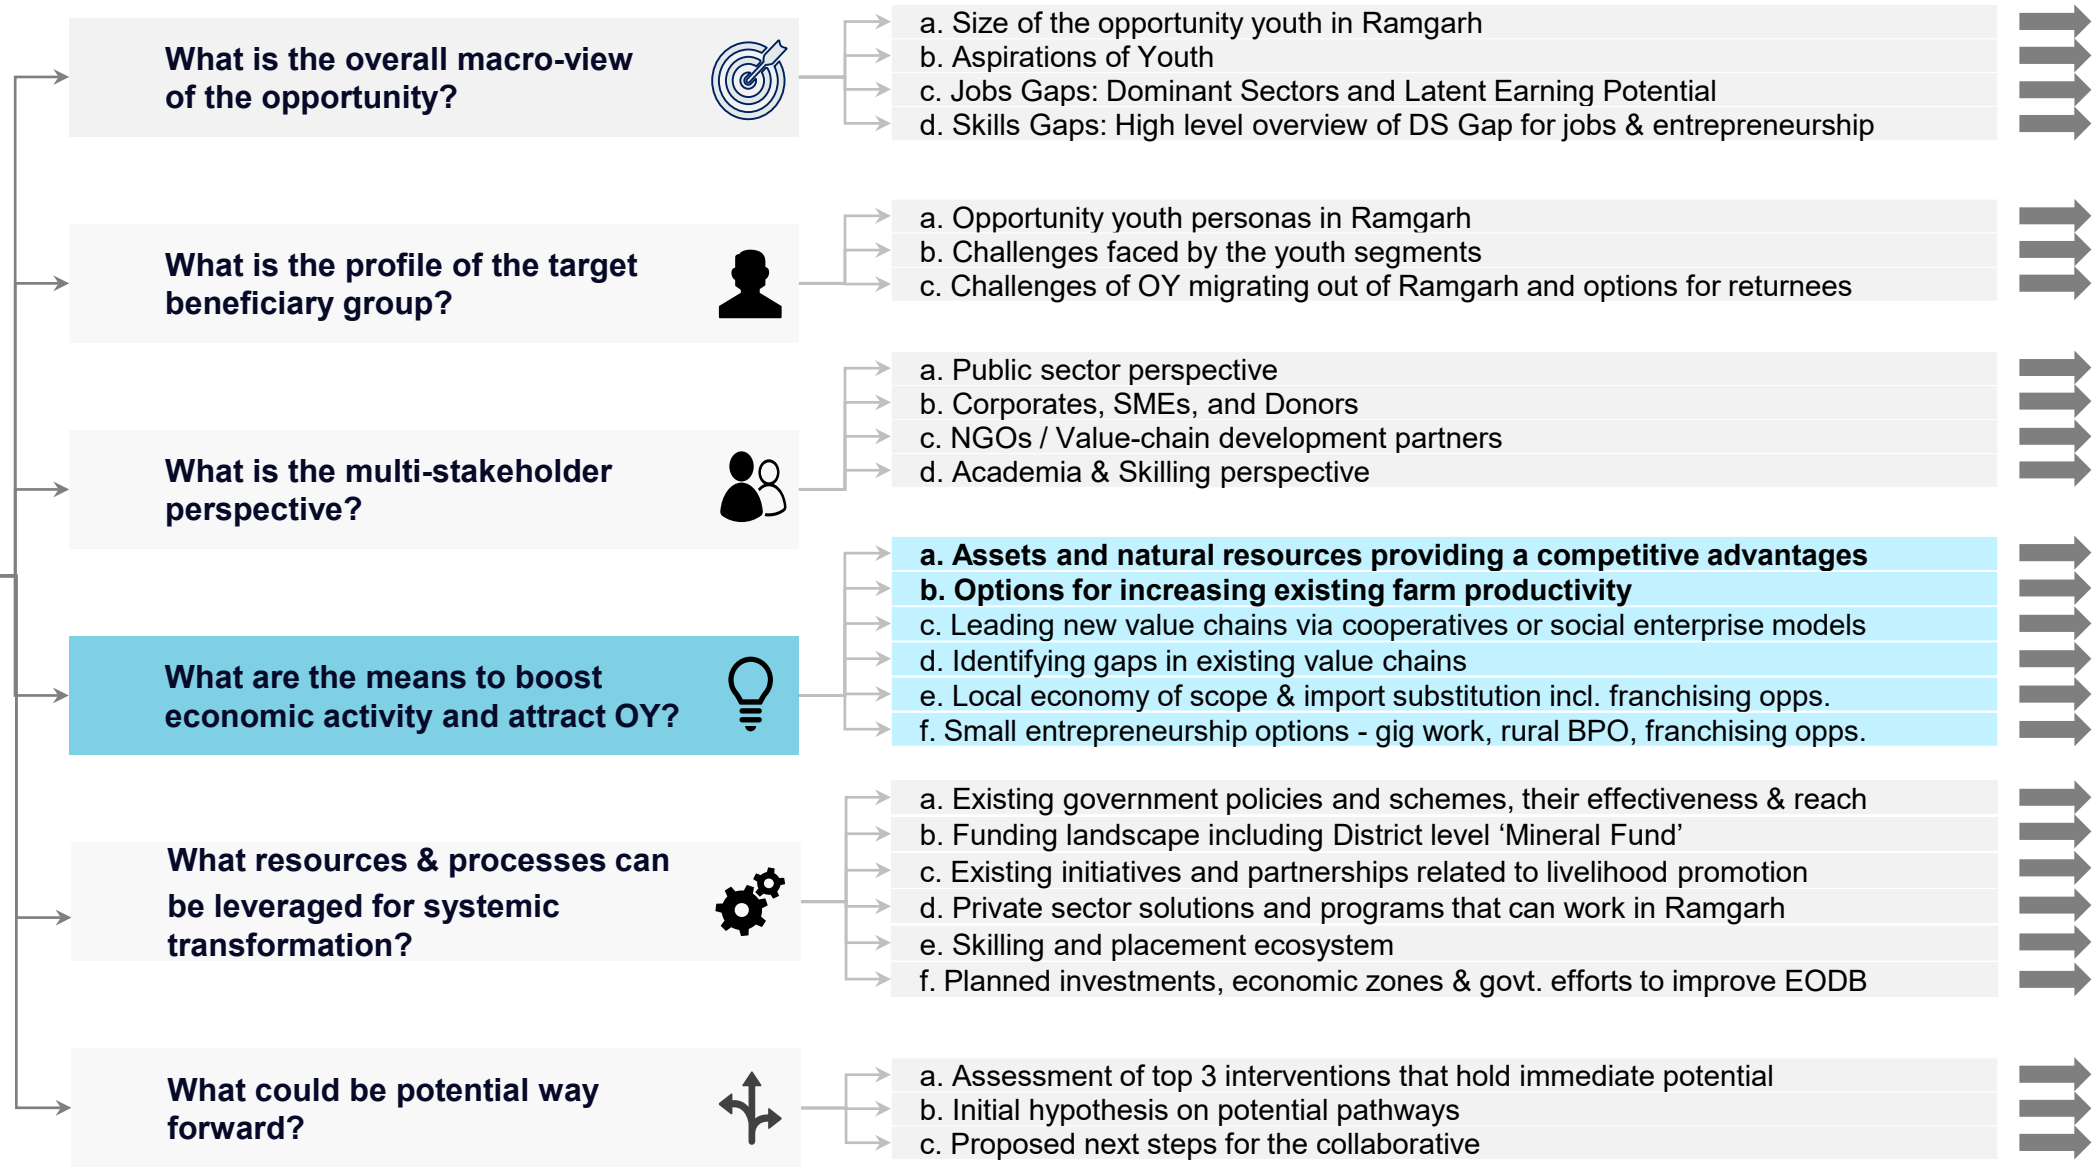 What is the overall macro-view
of the opportunity?
a. Size of the opportunity youth in Ramgarh
b. Aspirations of Youth
c. Jobs Gaps: Dominant Sectors and Latent Earning Potential
d. Skills Gaps: High level overview of DS Gap for jobs & entrepreneurship
What is the profile of the target
beneficiary group?
a. Opportunity youth personas in Ramgarh
b. Challenges faced by the youth segments
c. Challenges of OY migrating out of Ramgarh and options for returnees
What is the multi-stakeholder
perspective?
a. Public sector perspective
b. Corporates, SMEs, and Donors
c. NGOs / Value-chain development partners
d. Academia & Skilling perspective
What are the means to boost
economic activity and attract OY?
a. Assets and natural resources providing a competitive advantages
b. Options for increasing existing farm productivity
c. Leading new value chains via cooperatives or social enterprise models
d. Identifying gaps in existing value chains
e. Local economy of scope & import substitution incl. franchising opps.
f. Small entrepreneurship options - gig work, rural BPO, franchising opps.
What resources & processes can
be leveraged for systemic
transformation?
a. Existing government policies and schemes, their effectiveness & reach
b. Funding landscape including District level ‘Mineral Fund’
c. Existing initiatives and partnerships related to livelihood promotion
d. Private sector solutions and programs that can work in Ramgarh
e. Skilling and placement ecosystem
f. Planned investments, economic zones & govt. efforts to improve EODB
What could be potential way
forward?
a. Assessment of top 3 interventions that hold immediate potential
b. Initial hypothesis on potential pathways
c. Proposed next steps for the collaborative